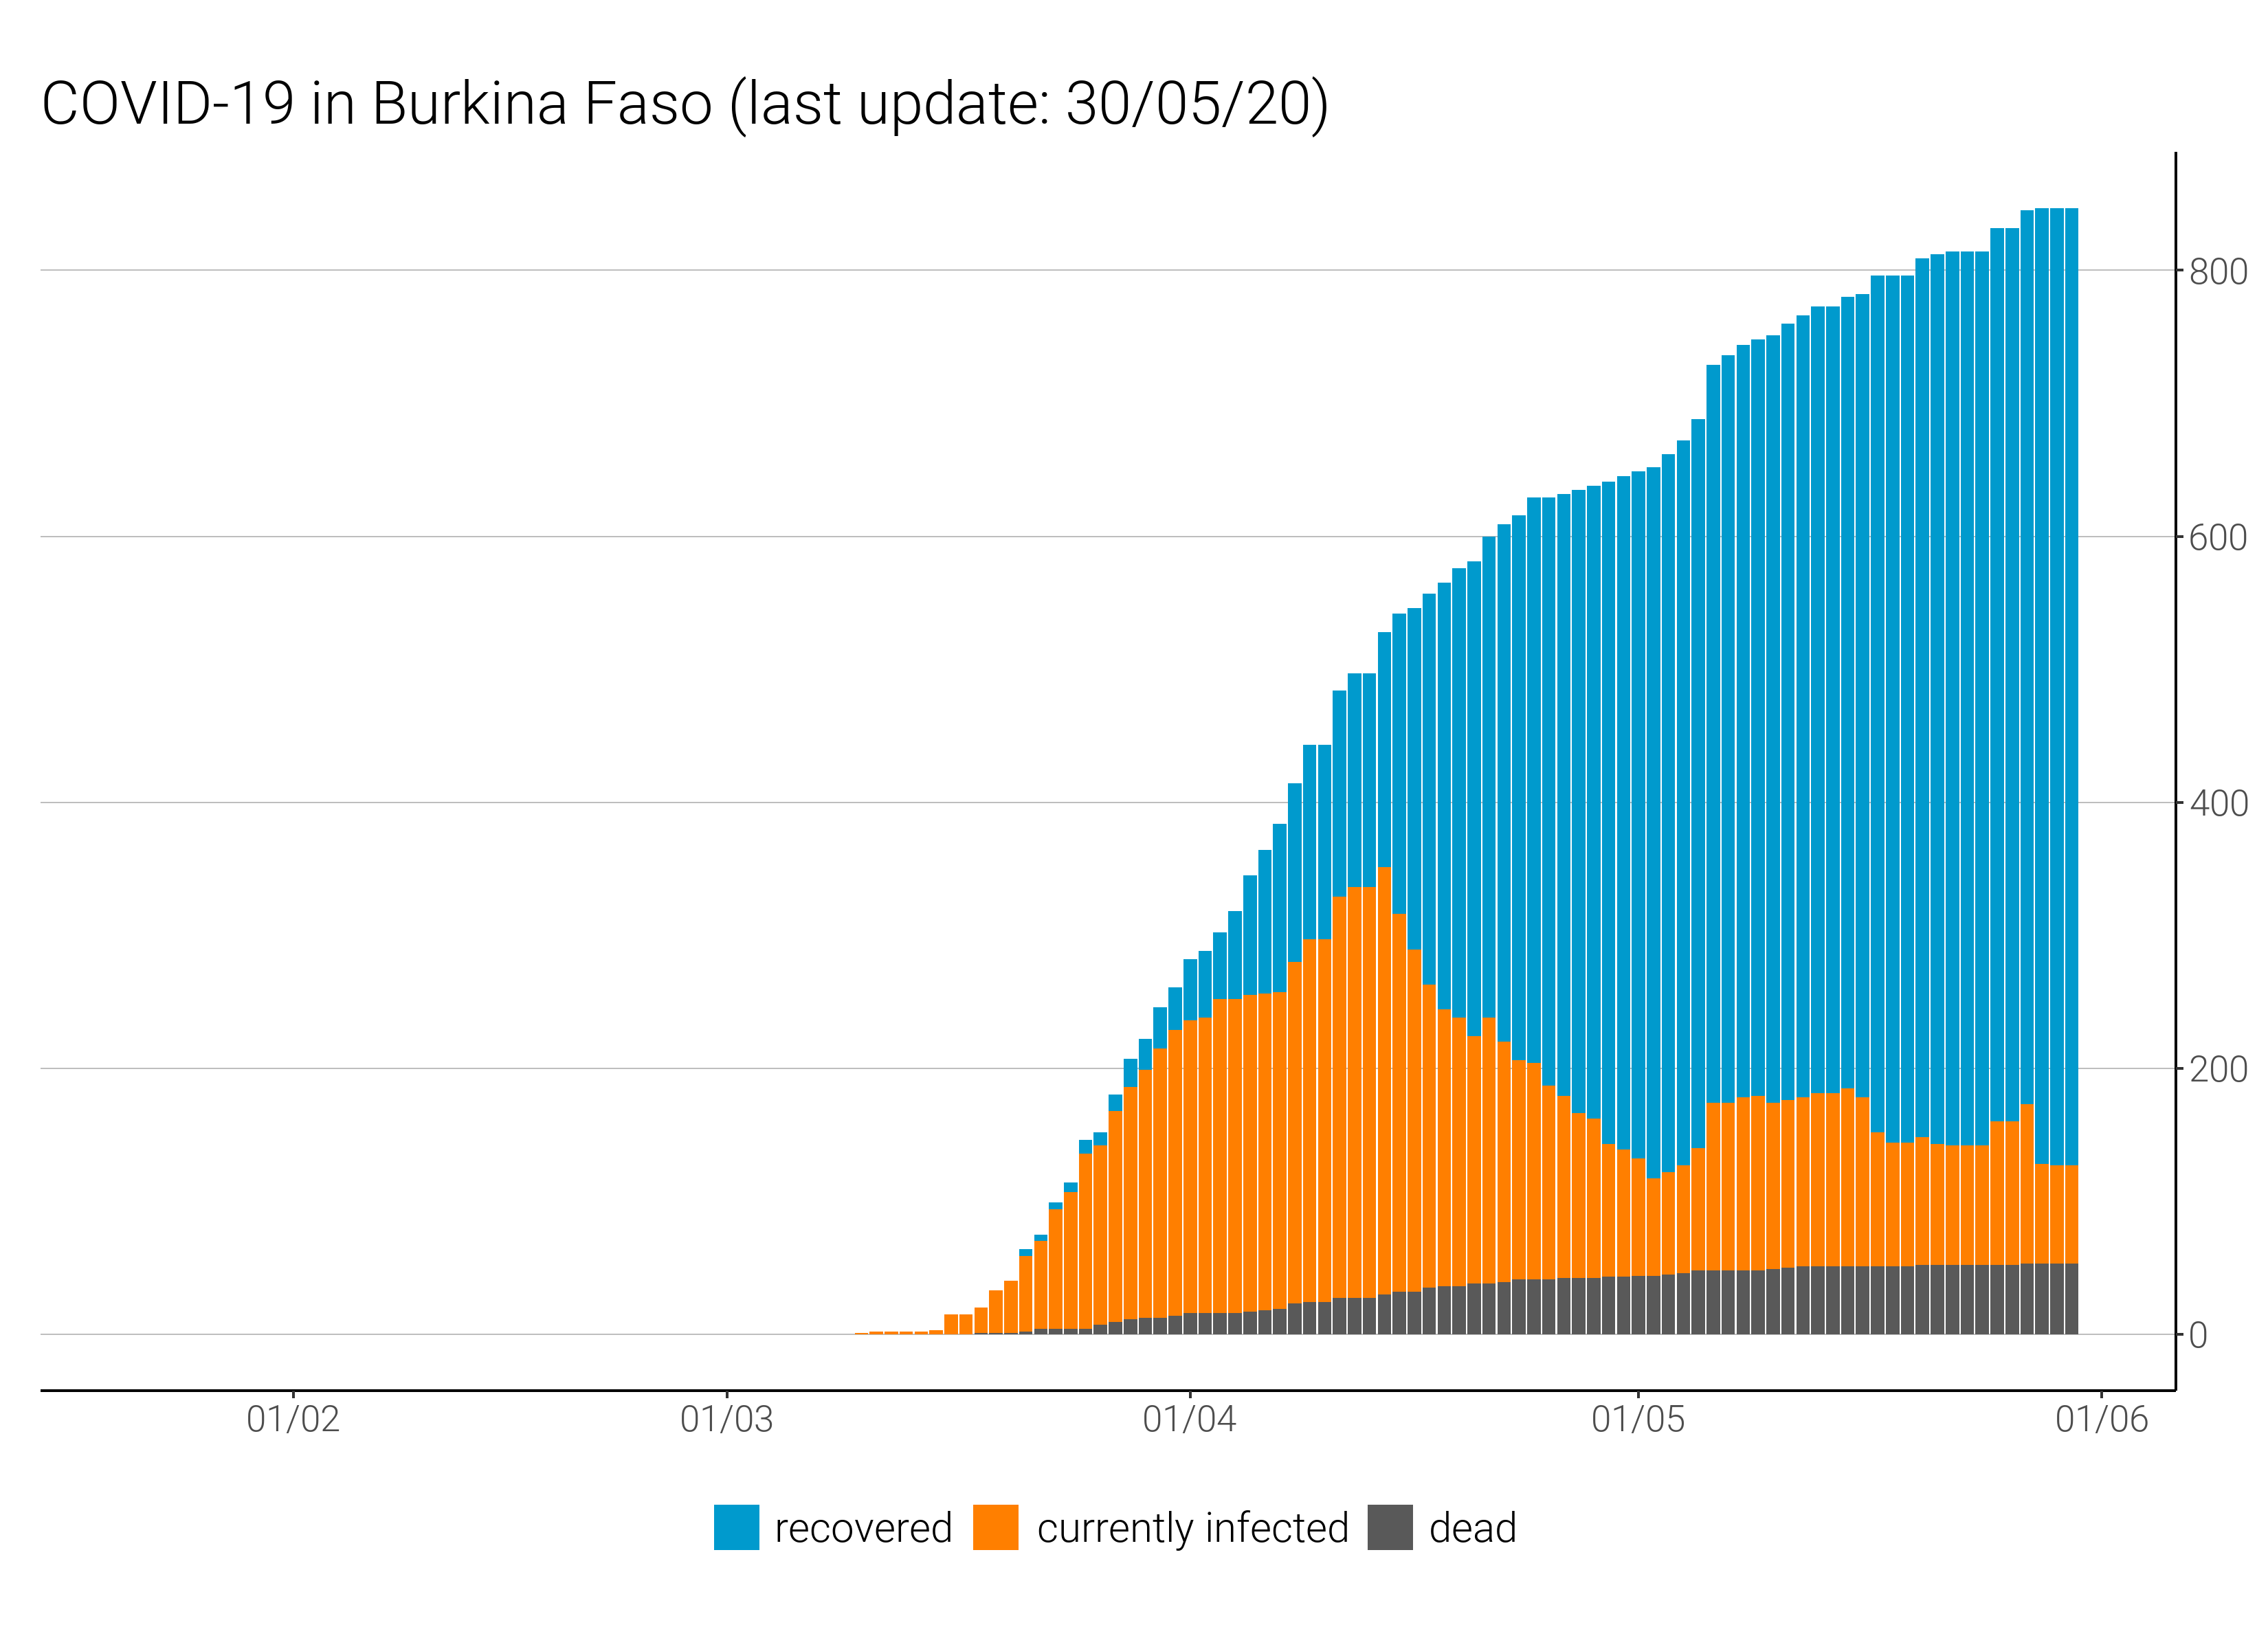 COVID-19 in Burkina Faso (last update: 30/05/20)
800
600
400
200
0
01/02 01/03 01/04 01/05 01/06
recovered currently infected dead